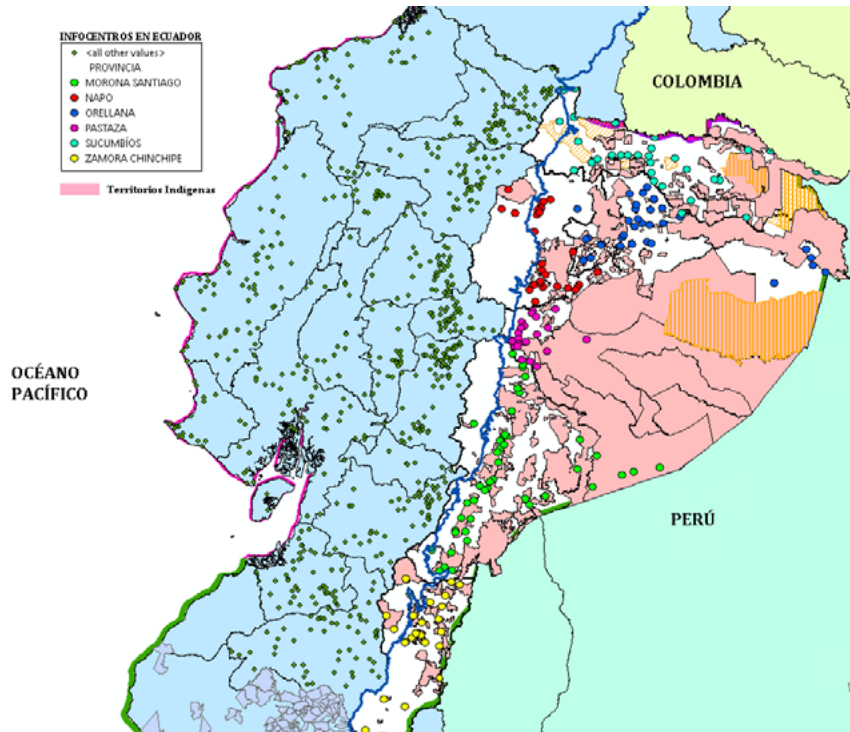 INFOCENTROS EN ECUADOR
<all other values>
PROVINCIA
MORONA SANTIAGO
NAPO
ORELLANA
PASTAZA
SUCUMBÍOS
ZAMORA CHINCHIPE
Territorios Indígenas
COLOMBIA
OCÉANO
PACÍFICO
PERÚ